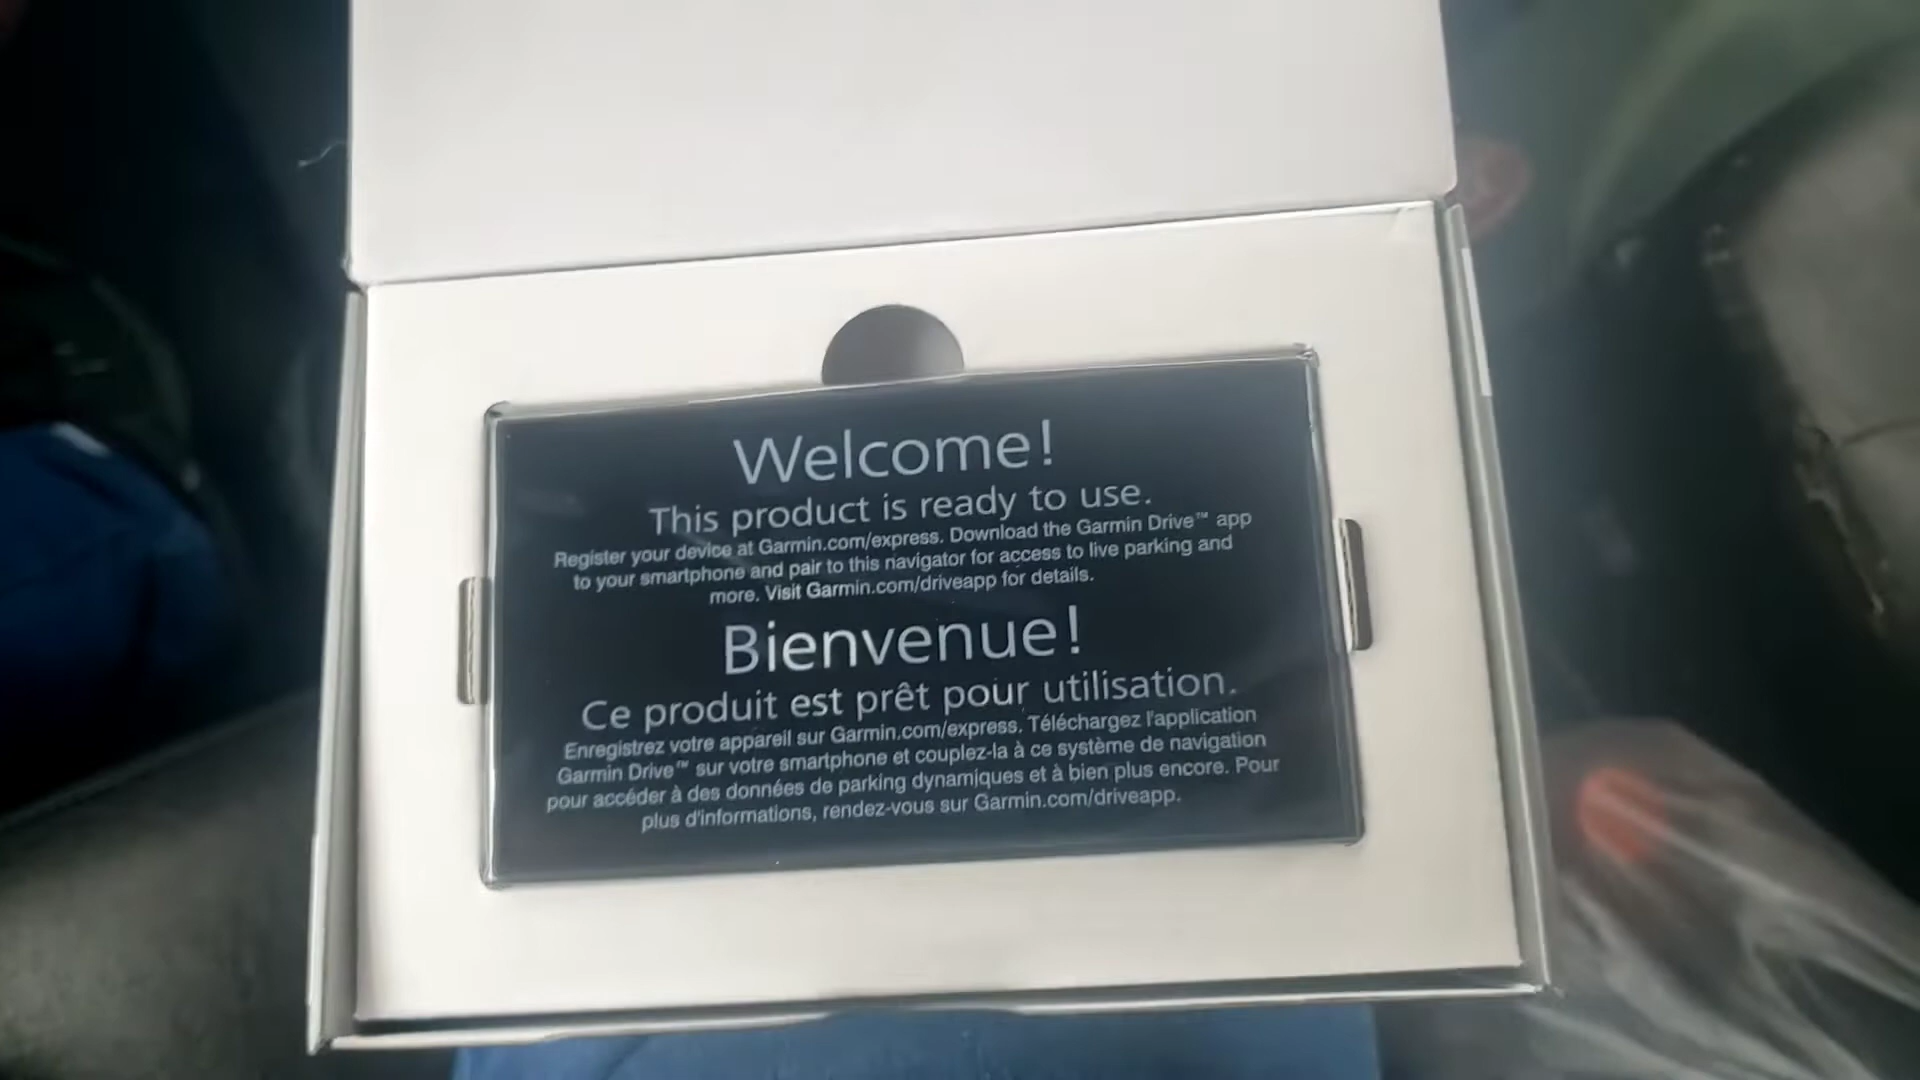 Welcome!
This product is ready to use.
Register your device at Garmin.com/express. Download the Garmin Drive™ app
to your smartphone and pair to this navigator for access to live parking and
more. Visit Garmin.com/driveapp for details.
Bienvenue!
Ce produit est prêt pour utilisation.
Enregistrez votre appareil sur Garmin.com/express. Téléchargez l'application
Garmin Drive™ sur votre smartphone et couplez-la à ce système de navigation
pour accéder à des données de parking dynamiques et à bien plus encore. Pour
plus d'informations, rendez-vous sur Garmin.com/driveapp.